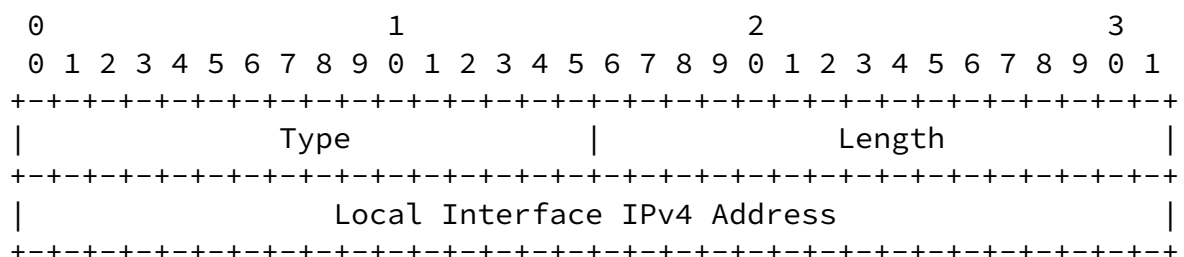 0                   1                   2                   3
 0 1 2 3 4 5 6 7 8 9 0 1 2 3 4 5 6 7 8 9 0 1 2 3 4 5 6 7 8 9 0 1
+-+-+-+-+-+-+-+-+-+-+-+-+-+-+-+-+-+-+-+-+-+-+-+-+-+-+-+-+-+-+-+-+
|              Type             |             Length            |
+-+-+-+-+-+-+-+-+-+-+-+-+-+-+-+-+-+-+-+-+-+-+-+-+-+-+-+-+-+-+-+-+
|                 Local Interface IPv4 Address                  |
+-+-+-+-+-+-+-+-+-+-+-+-+-+-+-+-+-+-+-+-+-+-+-+-+-+-+-+-+-+-+-+-+